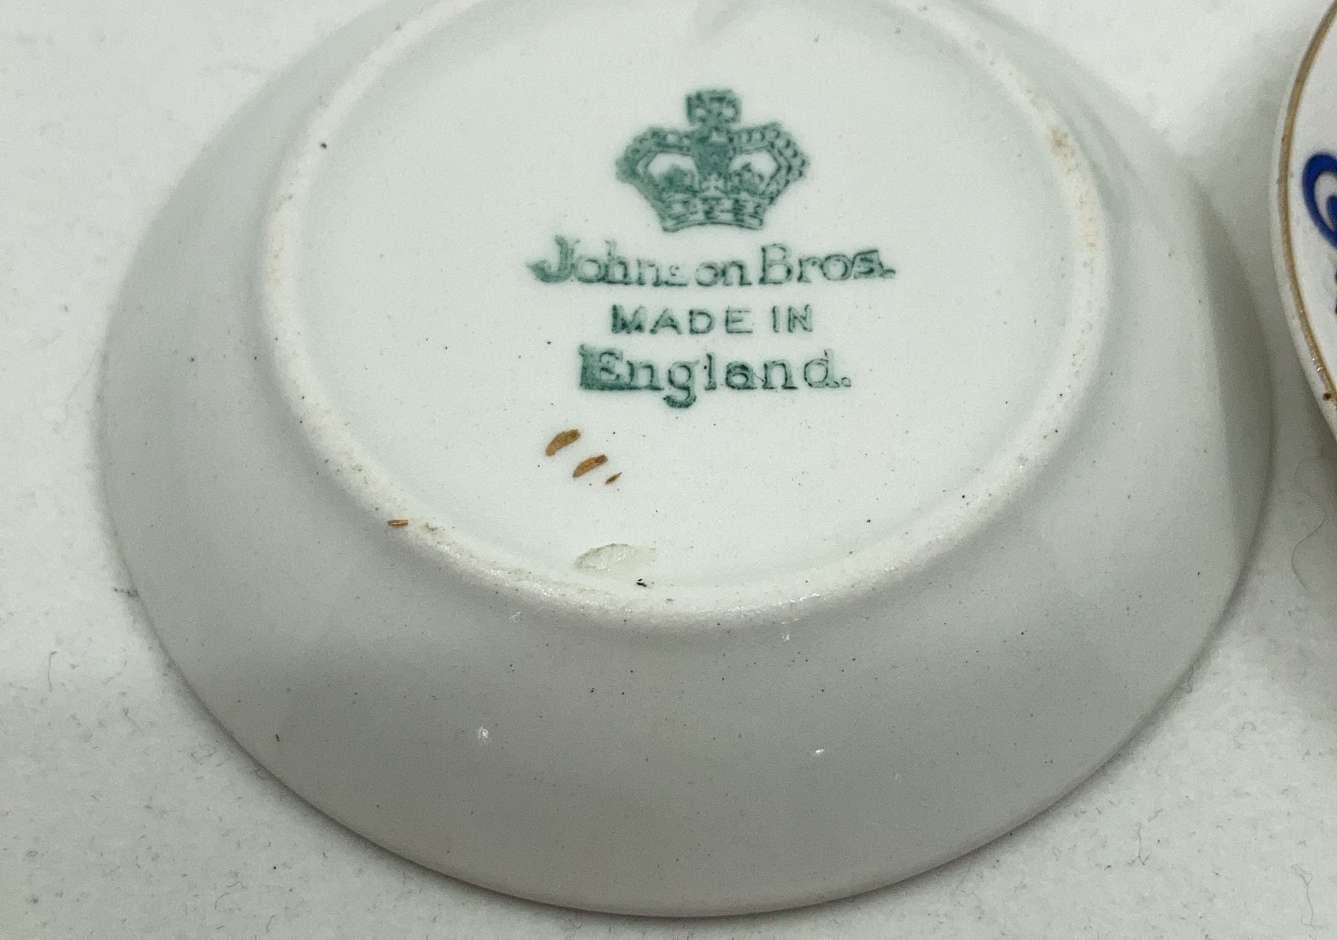 Johnson Bros.
MADE IN
England.